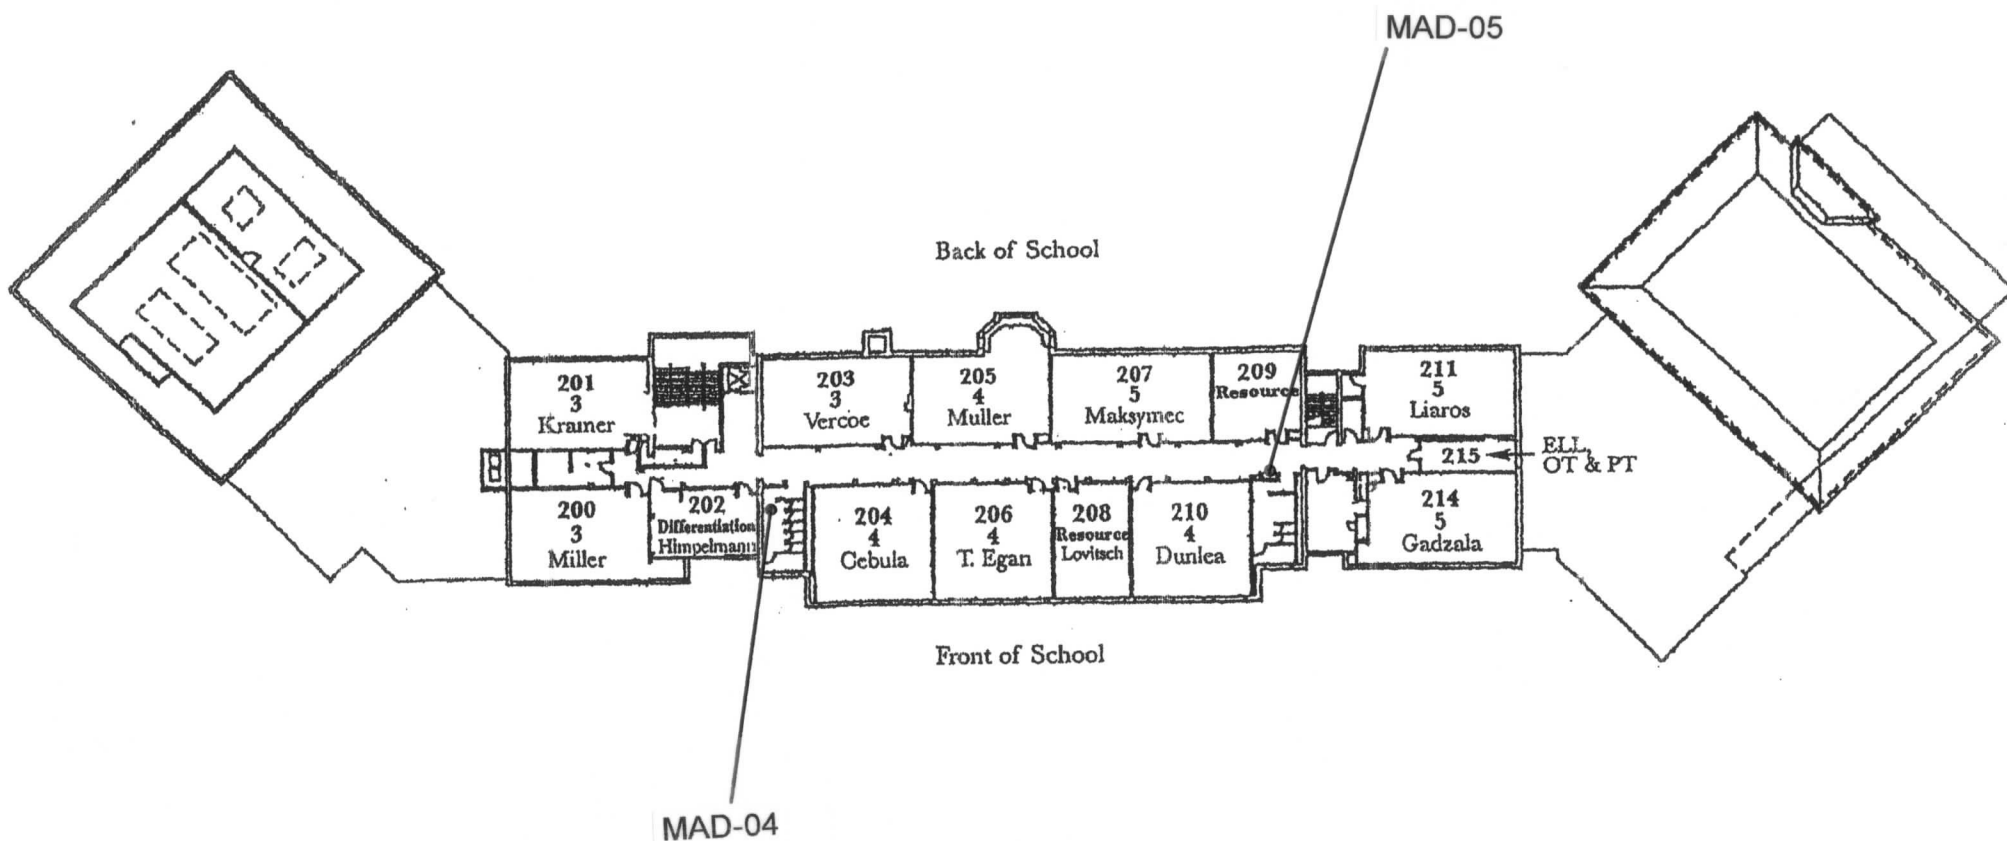 MAD-05
Back of School
201
3
Kramer
203
3
Vercoe
205
4
Muller
207
5
Maksymec
209
Resource
211
5
Liaros
215
ELL
OT & PT
200
3
Miller
202
Differentiation
Himpelmann
204
4
Cebula
206
4
T. Egan
208
Resource
Lovitsch
210
4
Dunlea
214
5
Gadzala
Front of School
MAD-04